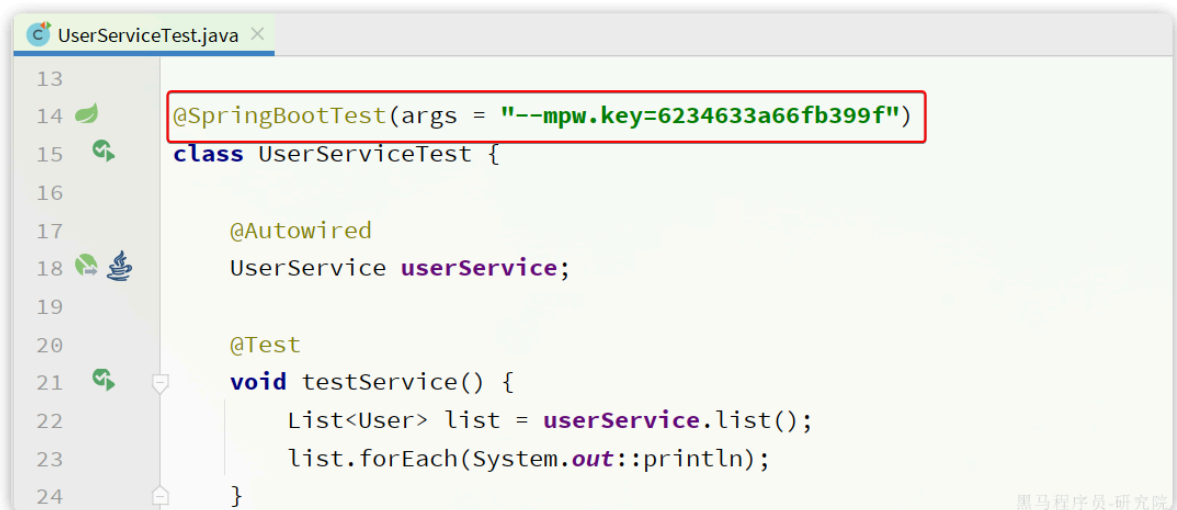 UserServiceTest.java
13
14 @SpringBootTest(args = "--mpw.key=6234633a66fb399f")
15 class UserServiceTest {
16
17 @Autowired
18 UserService userService;
19
20 @Test
21 void testService() {
22 List<User> list = userService.list();
23 list.forEach(System.out::println);
24 }
黑马程序员-研究院